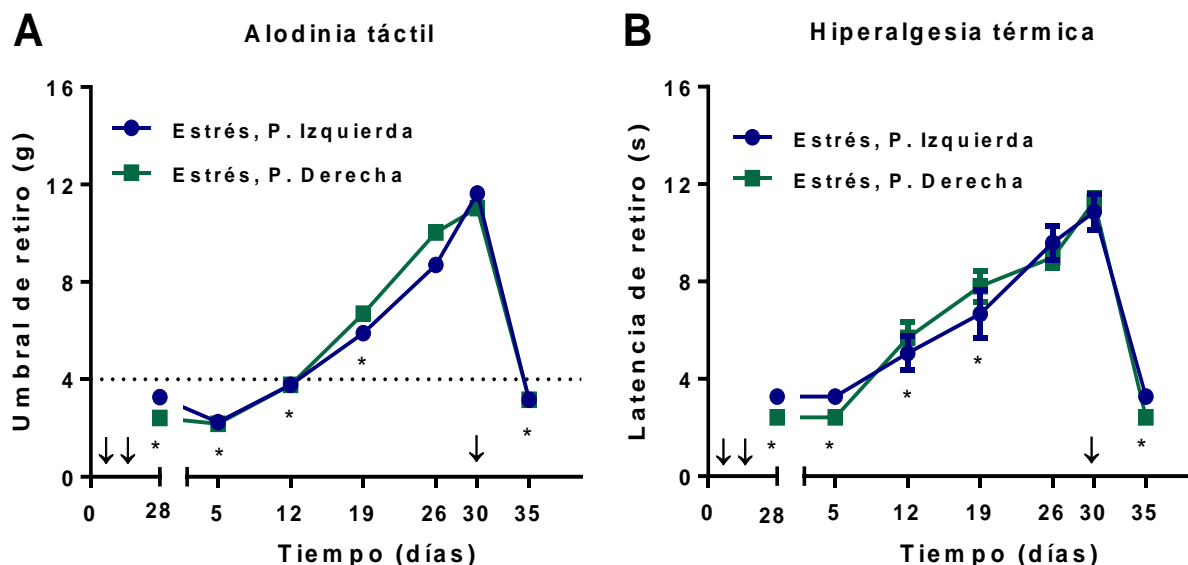 A
Alodinia táctil
Umbral de retiro (g)
16
12
8
4
0
Estrés, P. Izquierda
Estrés, P. Derecha
* * * * *
0 28 5 12 19 26 30 35
Tiempo (días)
B
Hiperalgesia térmica
Latencia de retiro (s)
16
12
8
4
0
Estrés, P. Izquierda
Estrés, P. Derecha
* * * * *
0 28 5 12 19 26 30 35
Tiempo (días)